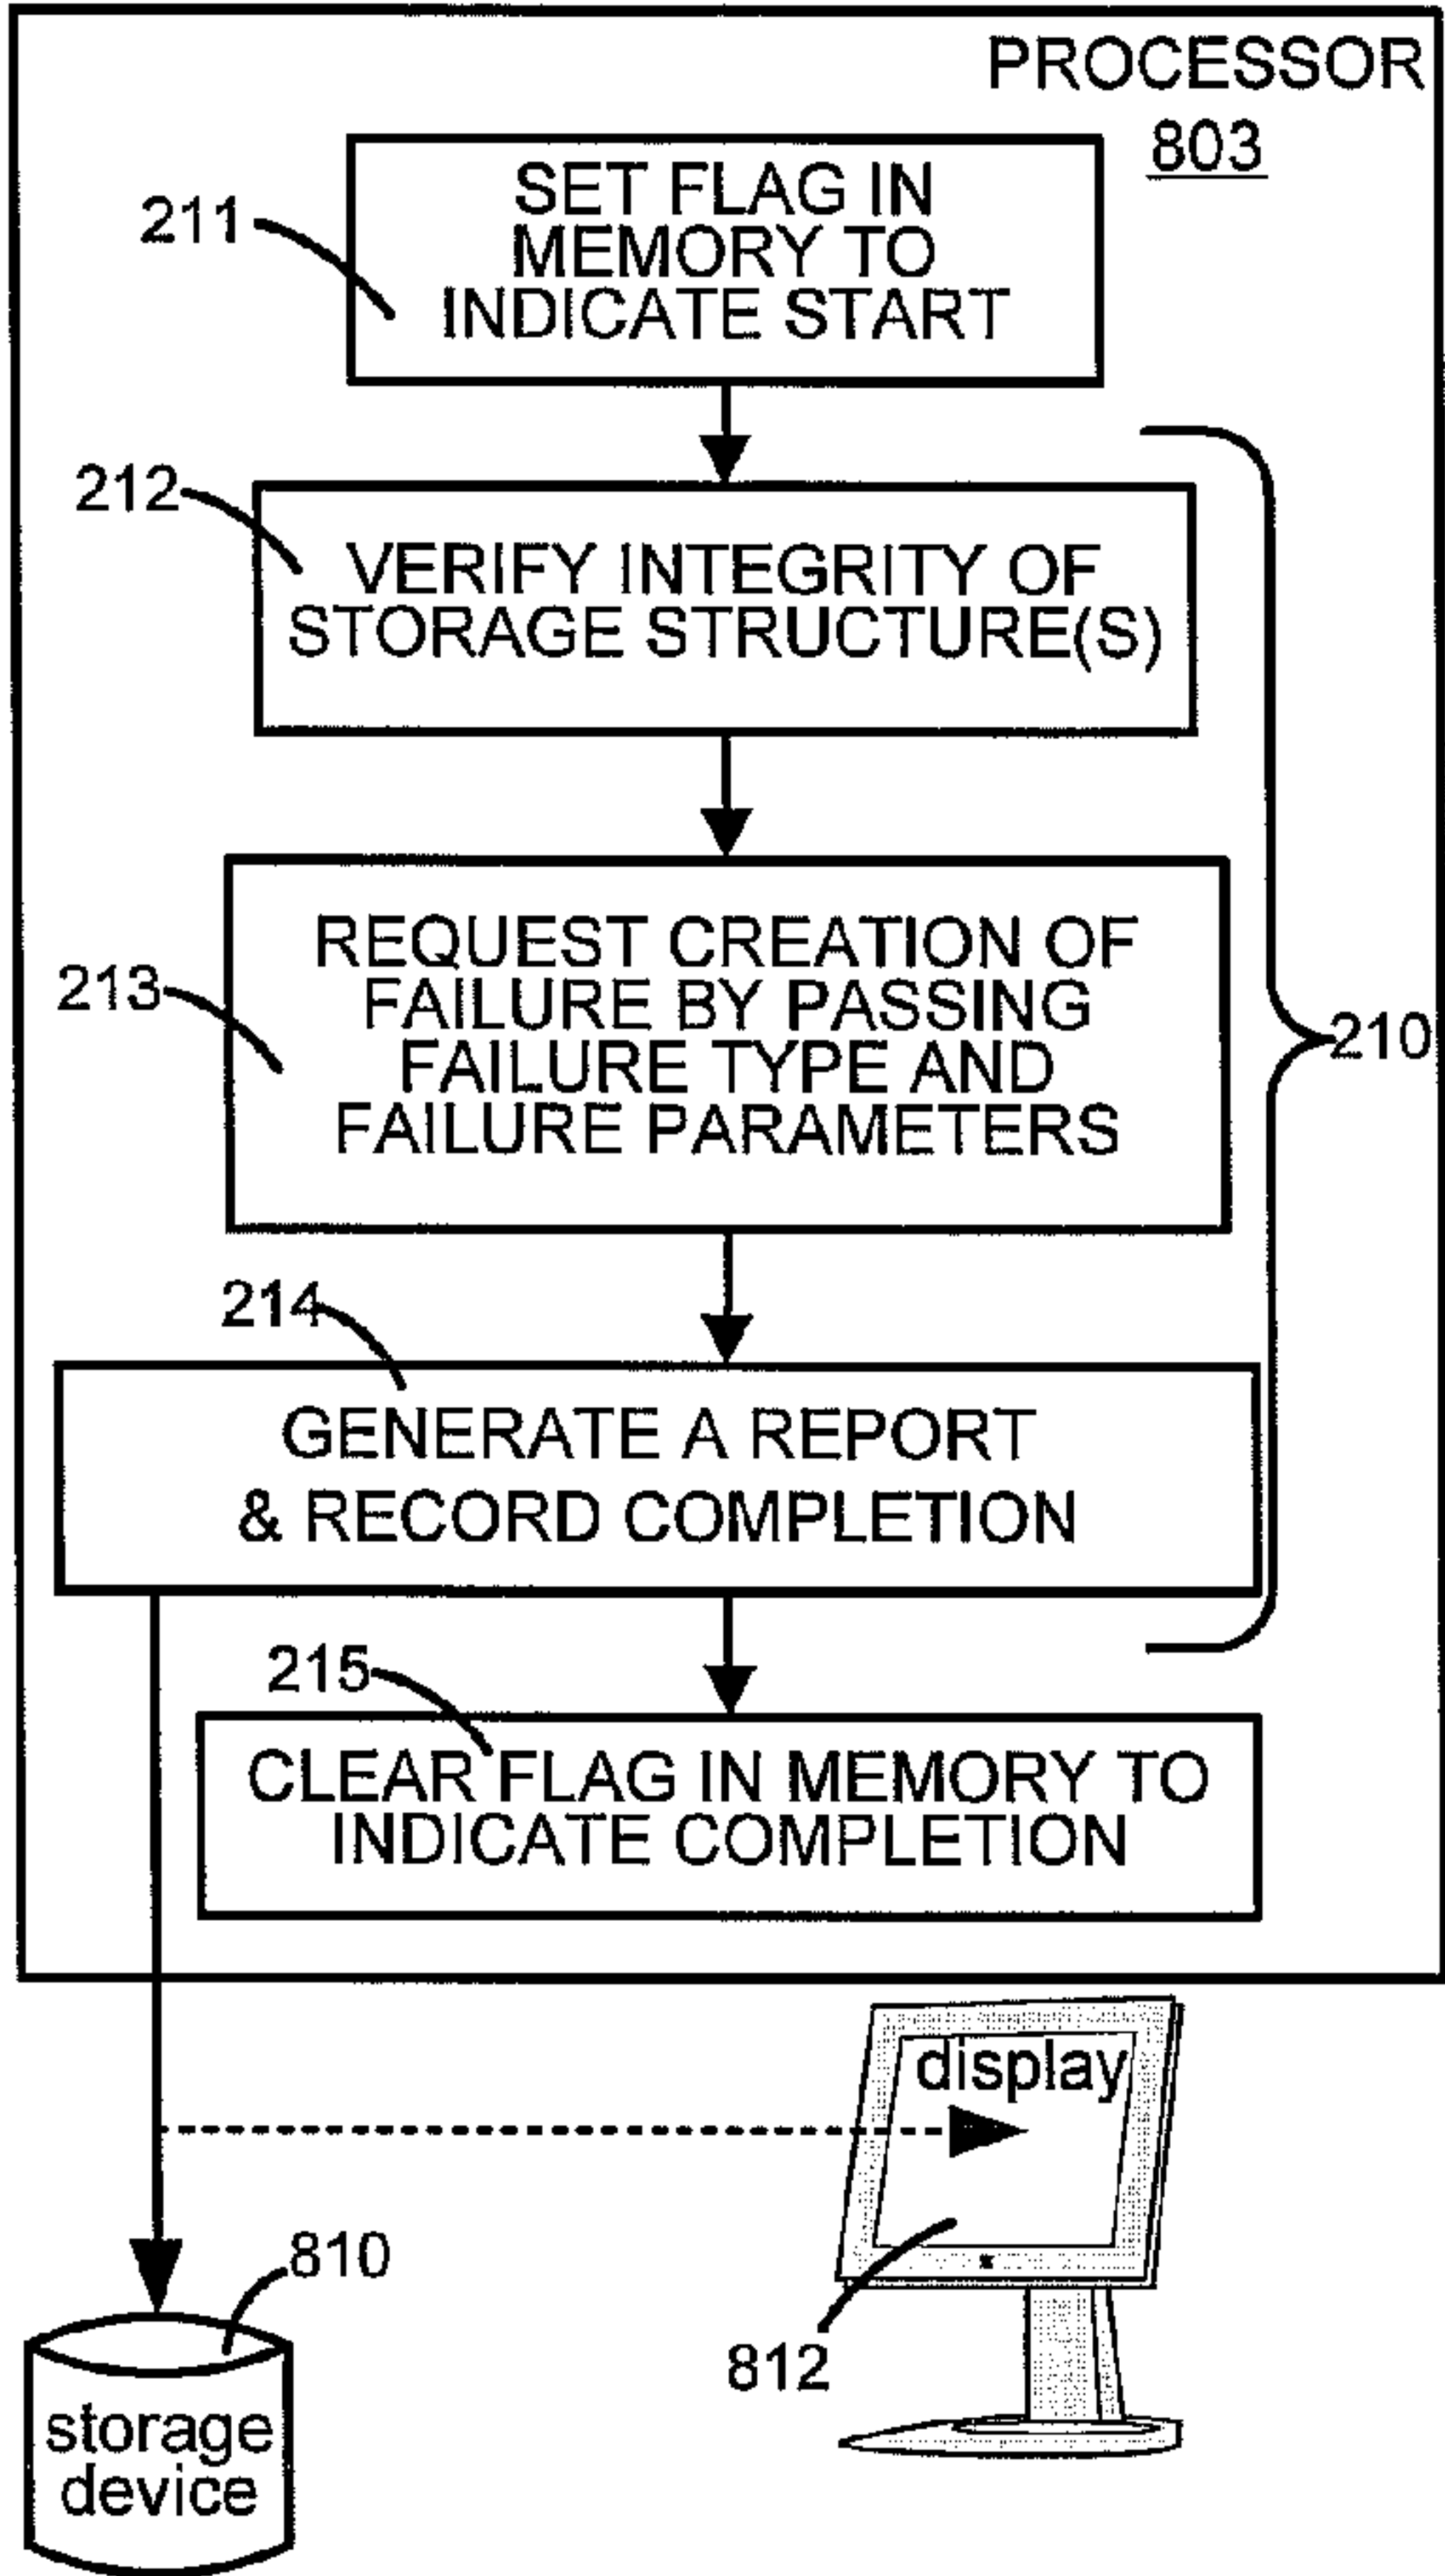 PROCESSOR
803
211
SET FLAG IN
MEMORY TO
INDICATE START
212
VERIFY INTEGRITY OF
STORAGE STRUCTURE(S)
213
REQUEST CREATION OF
FAILURE BY PASSING
FAILURE TYPE AND
FAILURE PARAMETERS
210
214
GENERATE A REPORT
& RECORD COMPLETION
215
CLEAR FLAG IN MEMORY TO
INDICATE COMPLETION
display
810
812
storage
device